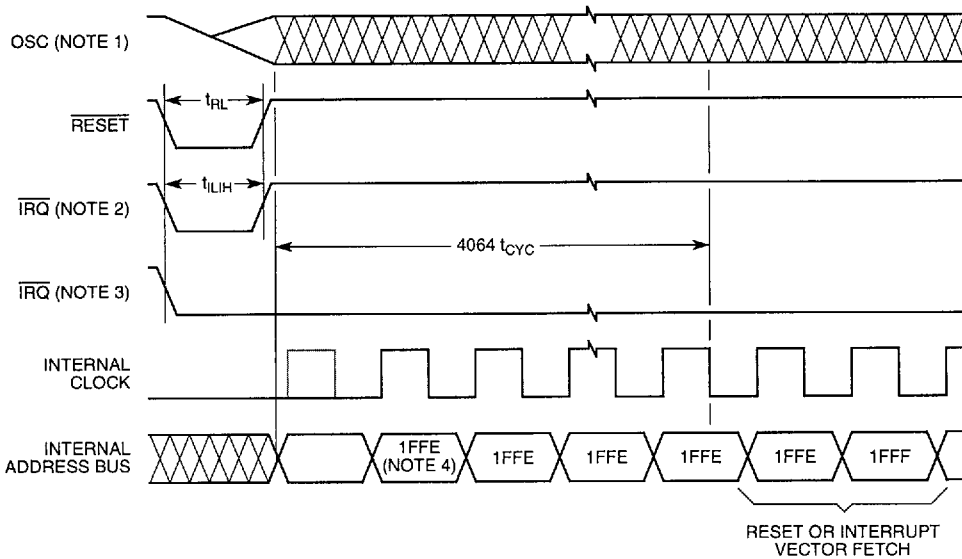 OSC (NOTE 1)
tRL
RESET
tILIH
IRQ (NOTE 2)
4064 tCYC
IRQ (NOTE 3)
INTERNAL
CLOCK
INTERNAL
ADDRESS BUS
1FFE
(NOTE 4)
1FFE
1FFE
1FFE
1FFE
1FFF
RESET OR INTERRUPT
VECTOR FETCH